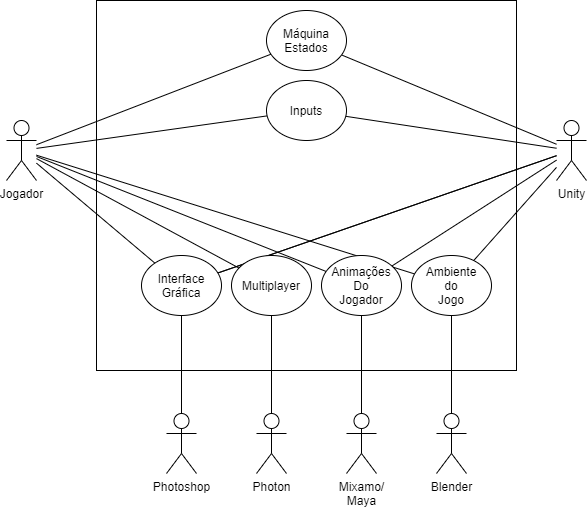 Máquina
Estados
Inputs
Jogador
Unity
Interface
Gráfica
Multiplayer
Animações
Do
Jogador
Ambiente
do
Jogo
Photoshop
Photon
Mixamo/
Maya
Blender